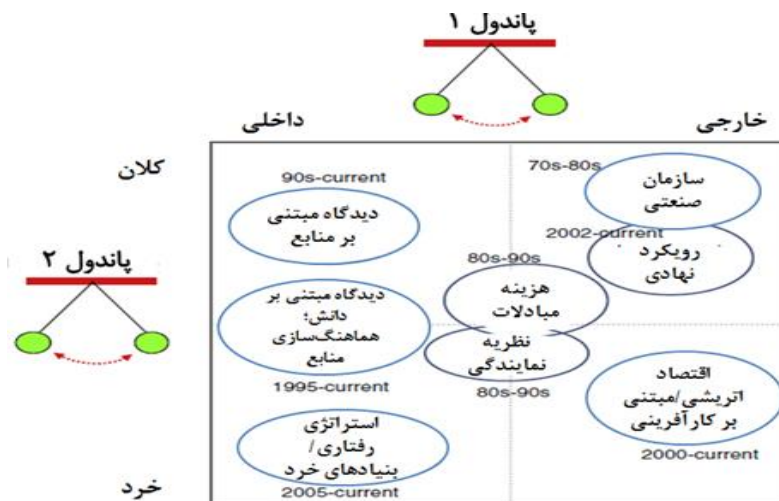 پاندول ۱
خارجی
داخلی
کلان
70s-80s
سازمان
صنعتی
90s-current
دیدگاه مبتنی
بر منابع
2002-current
رویکرد
نهادی
پاندول ۲
80s-90s
هزینه
مبادلات
دیدگاه مبتنی بر
دانش؛
هماهنگ‌سازی
منابع
1995-current
نظریه
نمایندگی
80s-90s
اقتصاد
اتریشی/مبتنی
بر کارآفرینی
2000-current
استراتژی
رفتاری/
بنیادهای خرد
2005-current
خرد